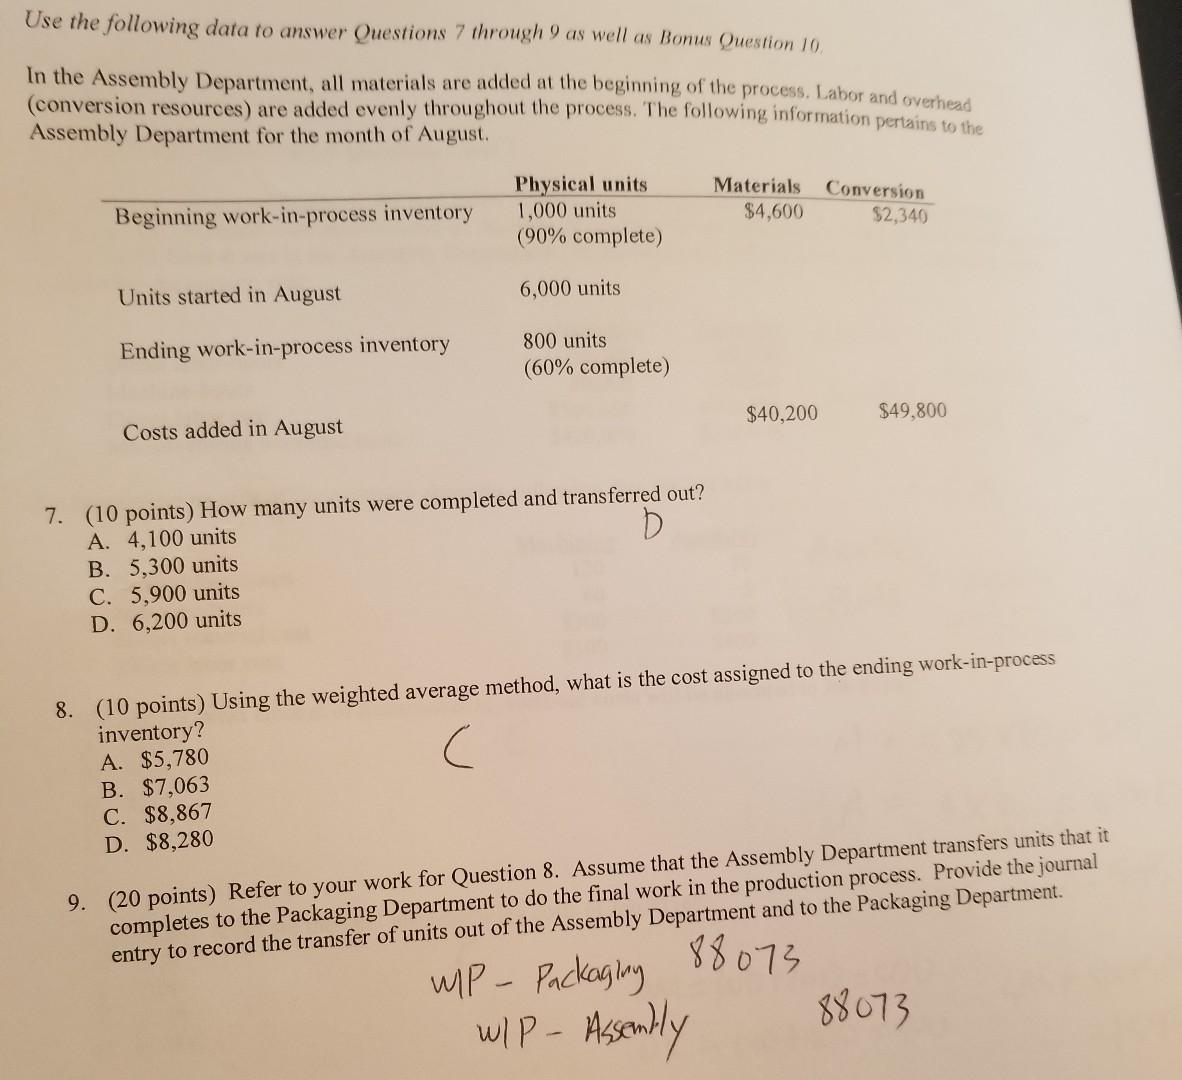 Use the following data to answer Questions 7 through 9 as well as Bonus Question 10.
In the Assembly Department, all materials are added at the beginning of the process. Labor and overhead
(conversion resources) are added evenly throughout the process. The following information pertains to the
Assembly Department for the month of August.
Physical units Materials Conversion
Beginning work-in-process inventory 1,000 units $4,600 $2,340
(90% complete)
Units started in August 6,000 units
Ending work-in-process inventory 800 units
(60% complete)
Costs added in August $40,200 $49,800
7. (10 points) How many units were completed and transferred out?
D
A. 4,100 units
B. 5,300 units
C. 5,900 units
D. 6,200 units
8. (10 points) Using the weighted average method, what is the cost assigned to the ending work-in-process
inventory?
C
A. $5,780
B. $7,063
C. $8,867
D. $8,280
9. (20 points) Refer to your work for Question 8. Assume that the Assembly Department transfers units that it
completes to the Packaging Department to do the final work in the production process. Provide the journal
entry to record the transfer of units out of the Assembly Department and to the Packaging Department.
WIP - Packaging 88073
WIP - Assembly 88073